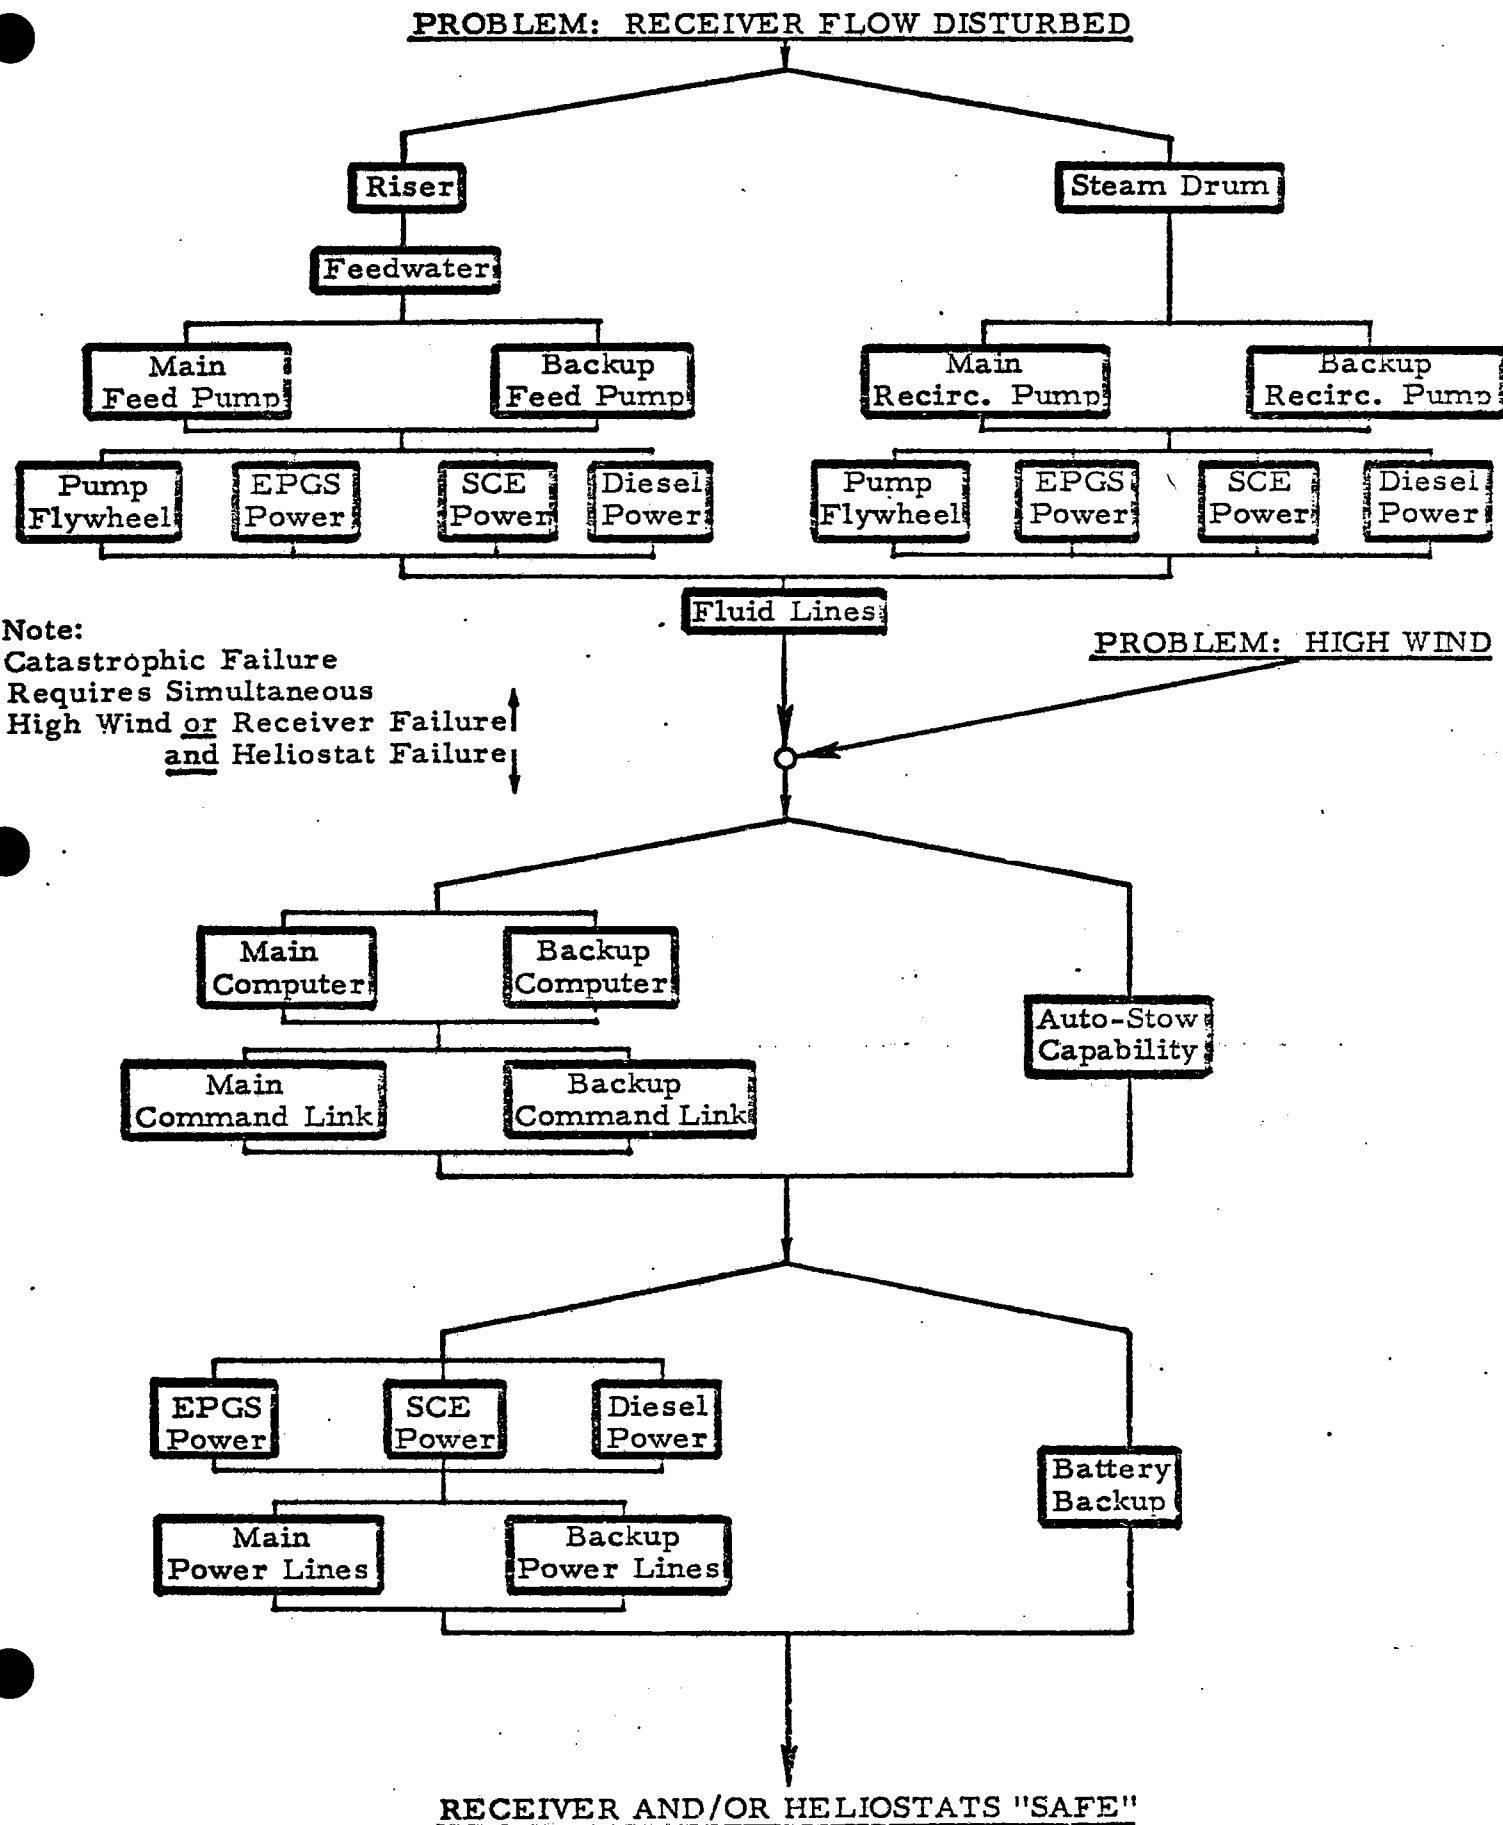 PROBLEM: RECEIVER FLOW DISTURBED
Riser
Steam Drum
Feedwater
Main
Feed Pump
Backup
Feed Pump
Main
Recirc. Pump
Backup
Recirc. Pump
Pump
Flywheel
EPGS
Power
SCE
Power
Diesel
Power
Pump
Flywheel
EPGS
Power
SCE
Power
Diesel
Power
Fluid Lines
Note:
Catastrophic Failure
Requires Simultaneous
High Wind or Receiver Failure
and Heliostat Failure
PROBLEM: HIGH WIND
Main
Computer
Backup
Computer
Auto-Stow
Capability
Main
Command Link
Backup
Command Link
EPGS
Power
SCE
Power
Diesel
Power
Battery
Backup
Main
Power Lines
Backup
Power Lines
RECEIVER AND/OR HELIOSTATS "SAFE"